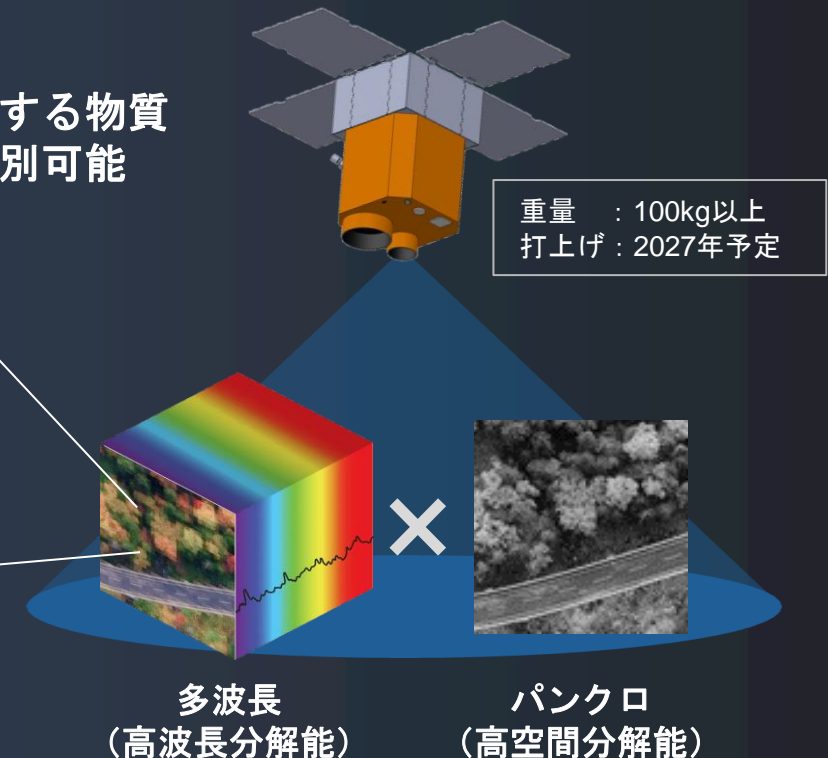 する物質
別可能
重量　：100kg以上
打上げ：2027年予定
多波長
（高波長分解能）
パンクロ
（高空間分解能）